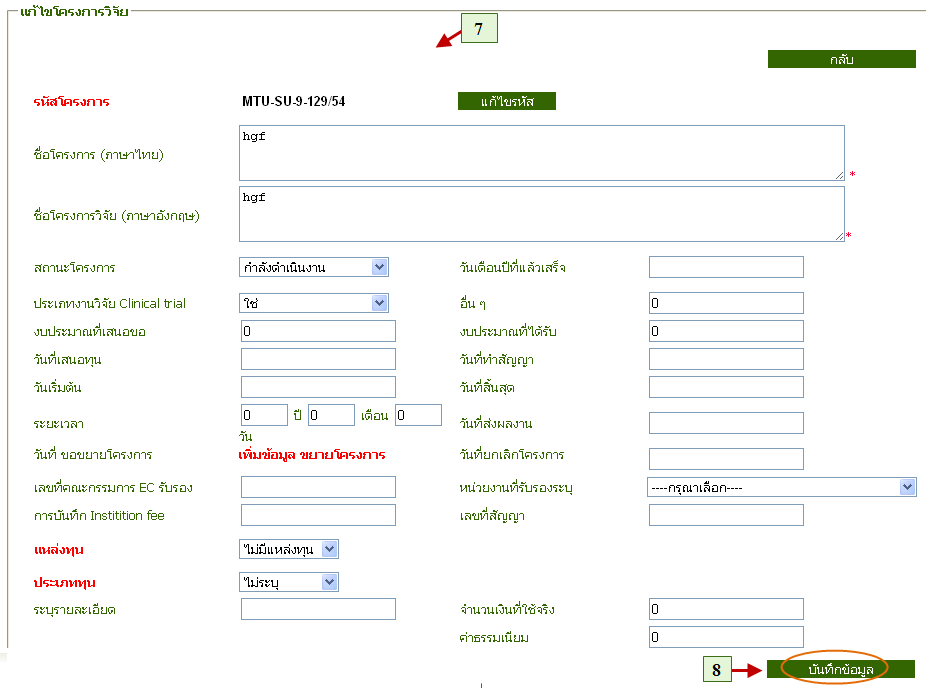 แก้ไขโครงการวิจัย
7
กลับ
รหัสโครงการ MTU-SU-9-129/54 แก้ไขรหัส
ชื่อโครงการ (ภาษาไทย) hgf *
ชื่อโครงการวิจัย (ภาษาอังกฤษ) hgf *
สถานะโครงการ กำลังดำเนินงาน วันเดือนปีที่แล้วเสร็จ
ประเภทงานวิจัย Clinical trial ใช่ อื่น ๆ 0
งบประมาณที่เสนอขอ 0 งบประมาณที่ได้รับ 0
วันที่เสนอทุน วันที่ทำสัญญา
วันเริ่มต้น วันที่สิ้นสุด
ระยะเวลา 0 ปี 0 เดือน 0 วันที่ส่งผลงาน
วัน
วันที่ ขอขยายโครงการ เพิ่มข้อมูล ขยายโครงการ วันที่ยกเลิกโครงการ
เลขที่คณะกรรมการ EC รับรอง หน่วยงานที่รับรองระบุ ----กรุณาเลือก----
การบันทึก Institition fee เลขที่สัญญา
แหล่งทุน ไม่มีแหล่งทุน
ประเภททุน ไม่ระบุ
ระบุรายละเอียด จำนวนเงินที่ใช้จริง 0
ค่าธรรมเนียม 0
8 บันทึกข้อมูล